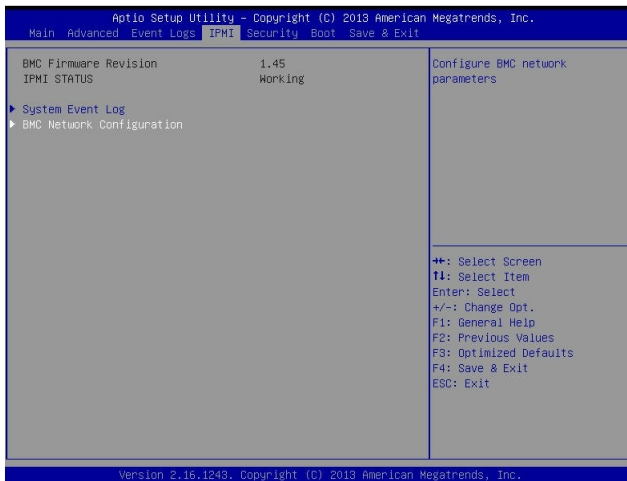 Aptio Setup Utility – Copyright (C) 2013 American Megatrends, Inc.
Main Advanced Event Logs IPMI Security Boot Save & Exit
BMC Firmware Revision 1.45
IPMI STATUS Working
System Event Log
BMC Network Configuration
Configure BMC network
parameters
→←: Select Screen
↑↓: Select Item
Enter: Select
+/-: Change Opt.
F1: General Help
F2: Previous Values
F3: Optimized Defaults
F4: Save & Exit
ESC: Exit
Version 2.16.1243. Copyright (C) 2013 American Megatrends, Inc.